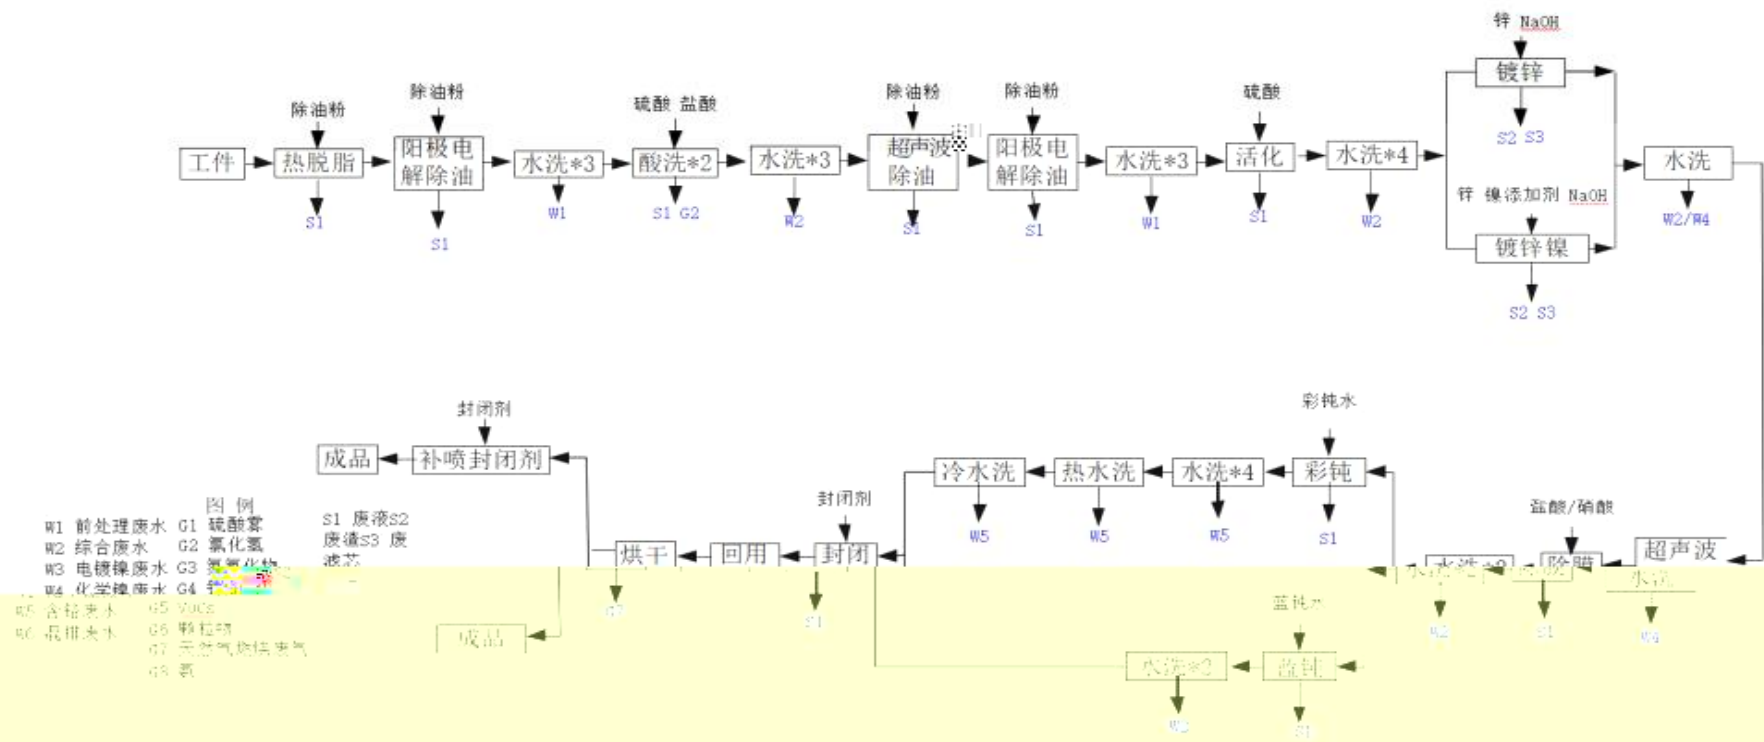 锌 NaOH
镀锌
S2 S3
除油粉
除油粉
硫酸 盐酸
除油粉
除油粉
硫酸
工件
热脱脂
阳极电
解除油
水洗*3
酸洗*2
水洗*3
超声波
除油
阳极电
解除油
水洗*3
活化
水洗*4
水洗
S1
S1
W1
S1 G2
W2
S1
S1
W1
S1
W2
W2/W4
锌 镍添加剂 NaOH
镀锌镍
S2 S3
封闭剂
彩钝水
成品
补喷封闭剂
冷水洗
热水洗
水洗*4
彩钝
W5
W5
W5
S1
封闭剂
盐酸/硝酸
烘干
回用
封闭
除膜
超声波
水洗
G7
S1
W2
S1
W4
图 例
W1 前处理废水 G1 硫酸雾
W2 综合废水 G2 氯化氢
W3 电镀镍废水 G3
W4 化学镍废水 G4
G5 VOCs
G6 颗粒物
G7 天然气燃烧废气
G8 氨
S1 废液S2
废渣S3 废
滤芯
成品
蓝钝水
蓝钝
S1